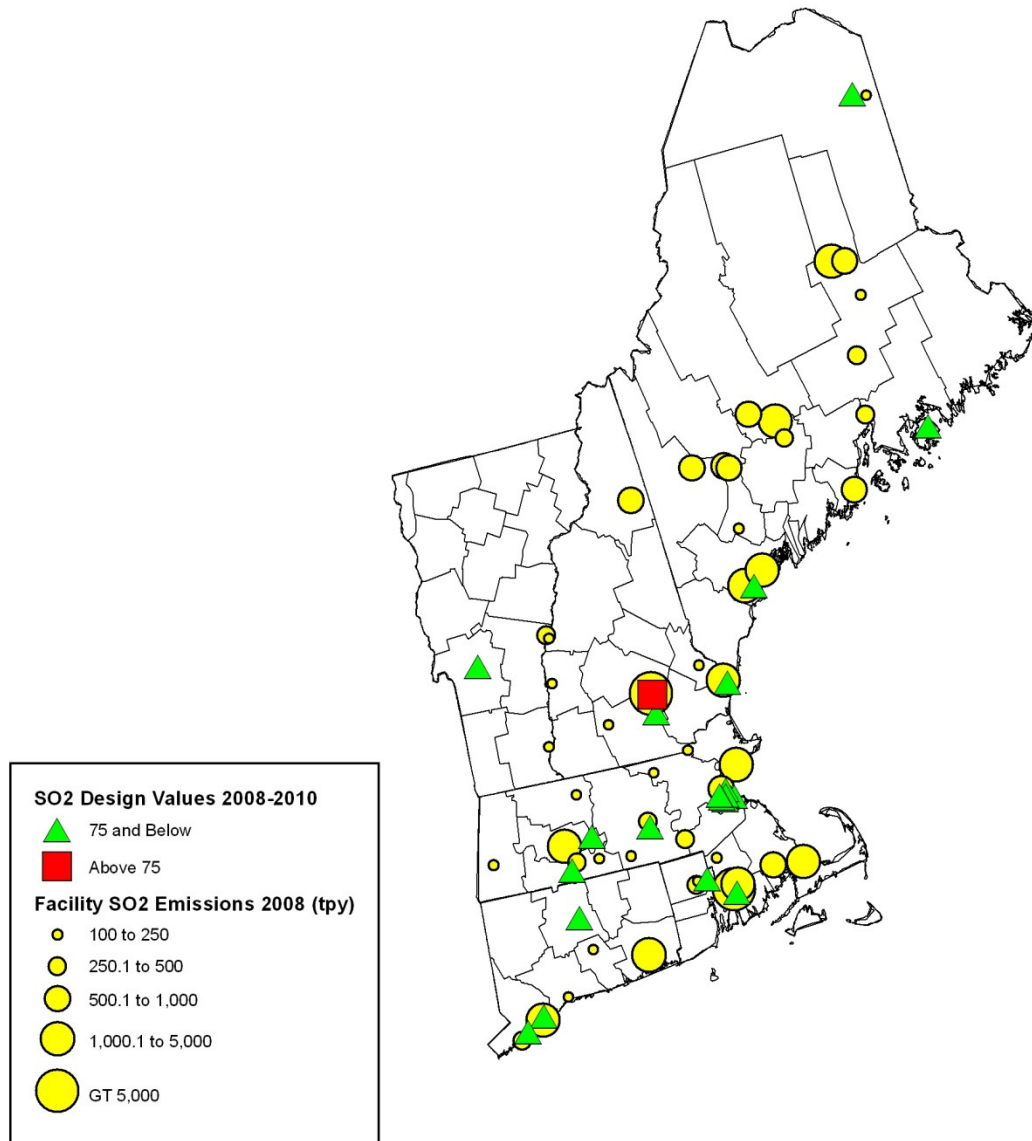 SO2 Design Values 2008-2010
75 and Below
Above 75
Facility SO2 Emissions 2008 (tpy)
100 to 250
250.1 to 500
500.1 to 1,000
1,000.1 to 5,000
GT 5,000